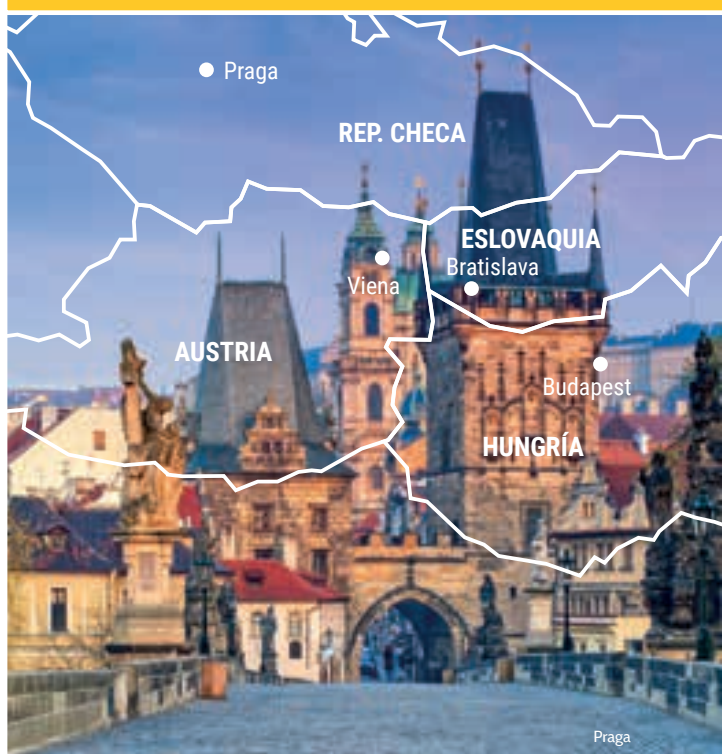 Praga
REP. CHECA
ESLOVAQUIA
Viena
Bratislava
AUSTRIA
Budapest
HUNGRÍA
Praga